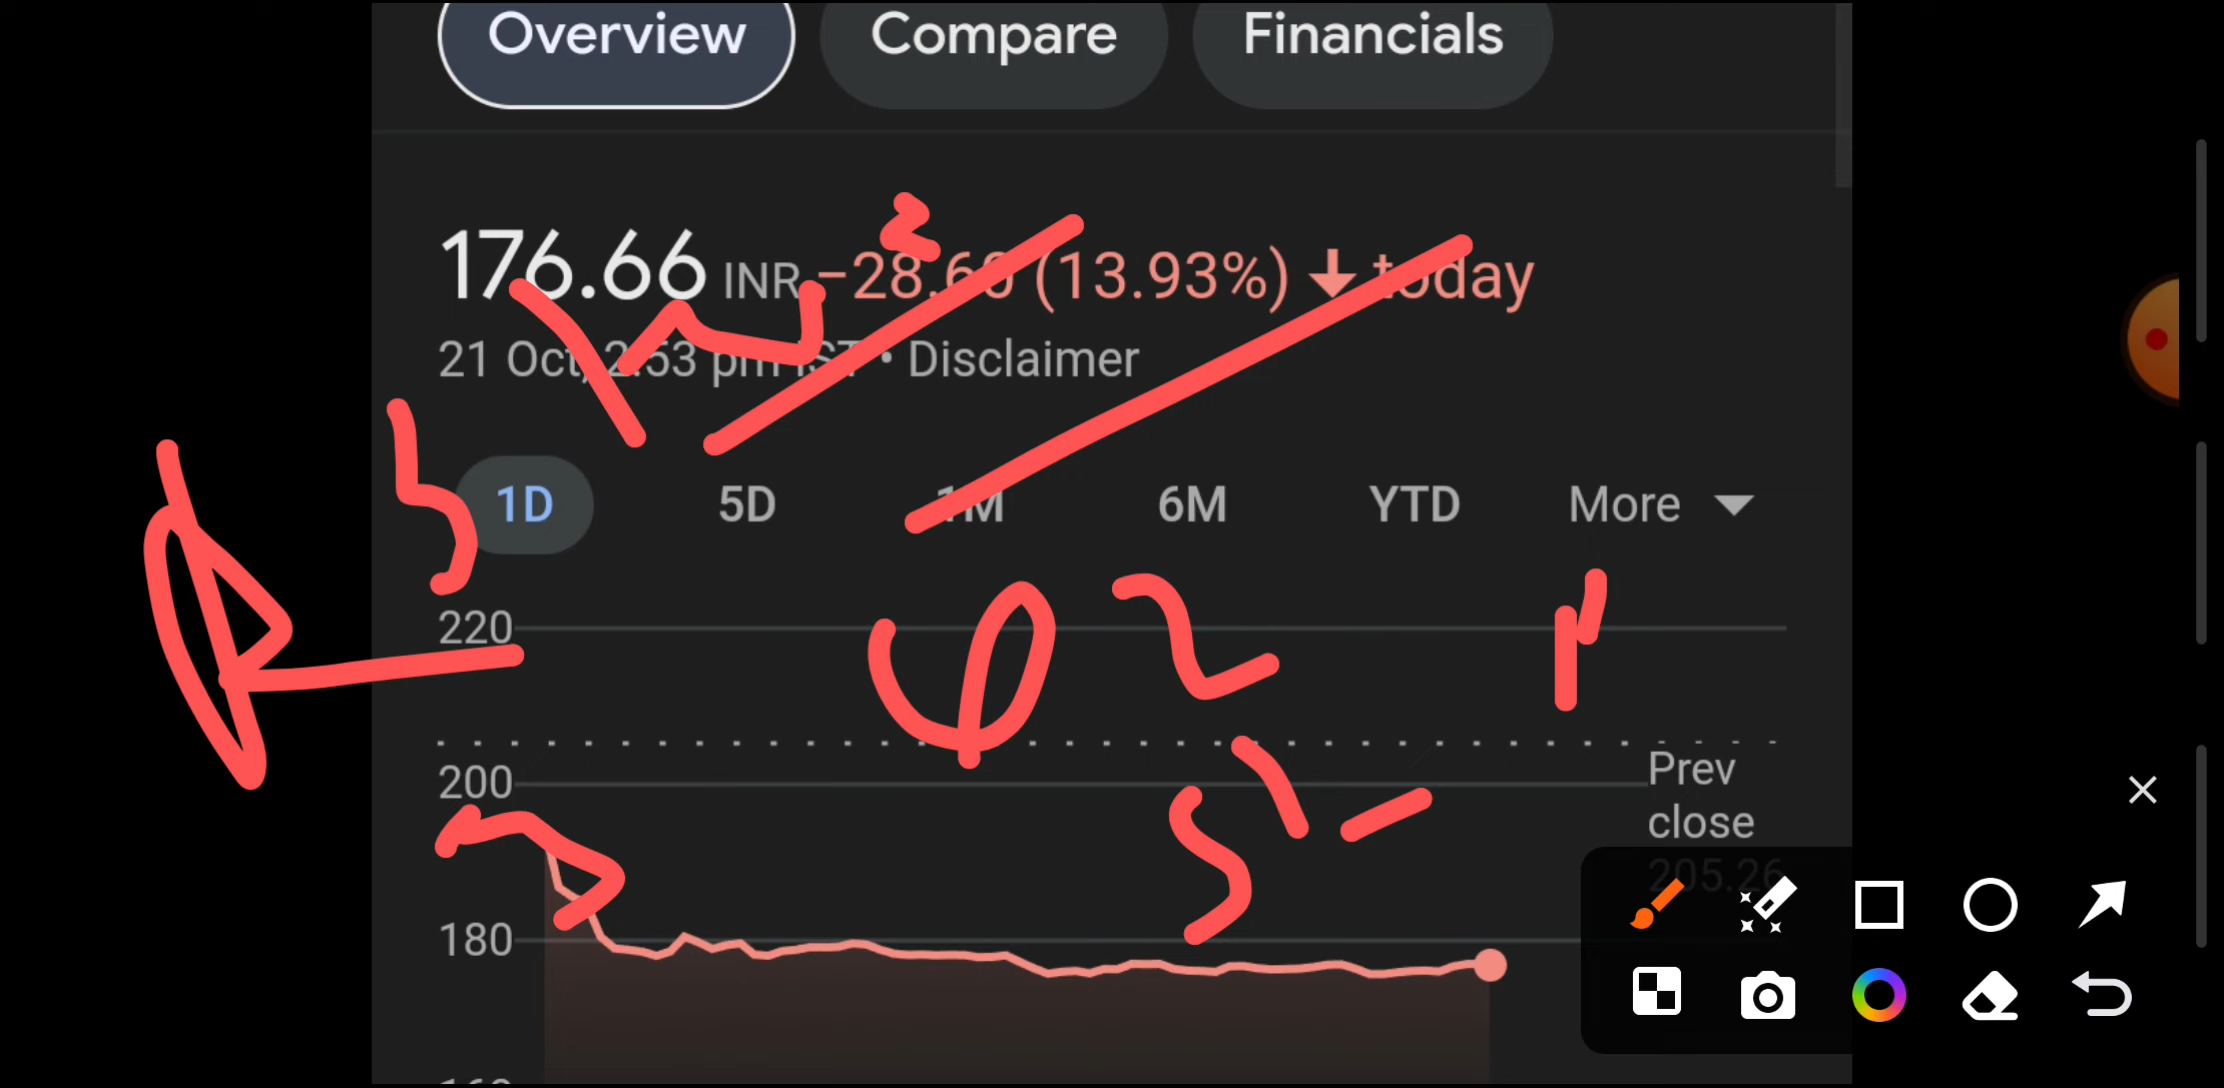 Overview Compare Financials
176.66 INR −28.60 (13.93%) ↓ today
21 Oct, 2:53 pm IST • Disclaimer
1D 5D 1M 6M YTD More
220
200
Prev
close
205.26
180
160